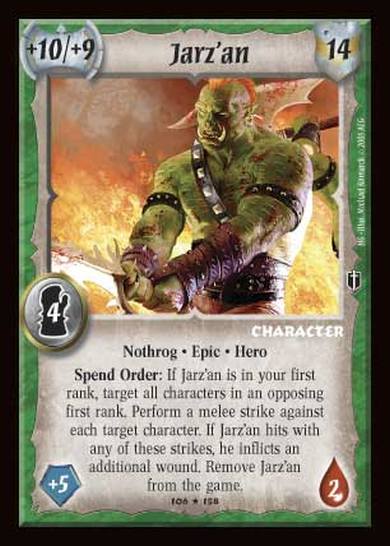 +10/+9
Jarz'an
14
4
CHARACTER
Nothrog • Epic • Hero
Spend Order: If Jarz'an is in your first
rank, target all characters in an opposing
first rank. Perform a melee strike against
each target character. If Jarz'an hits with
any of these strikes, he inflicts an
additional wound. Remove Jarz'an
from the game.
+5
2
106 ★ 158